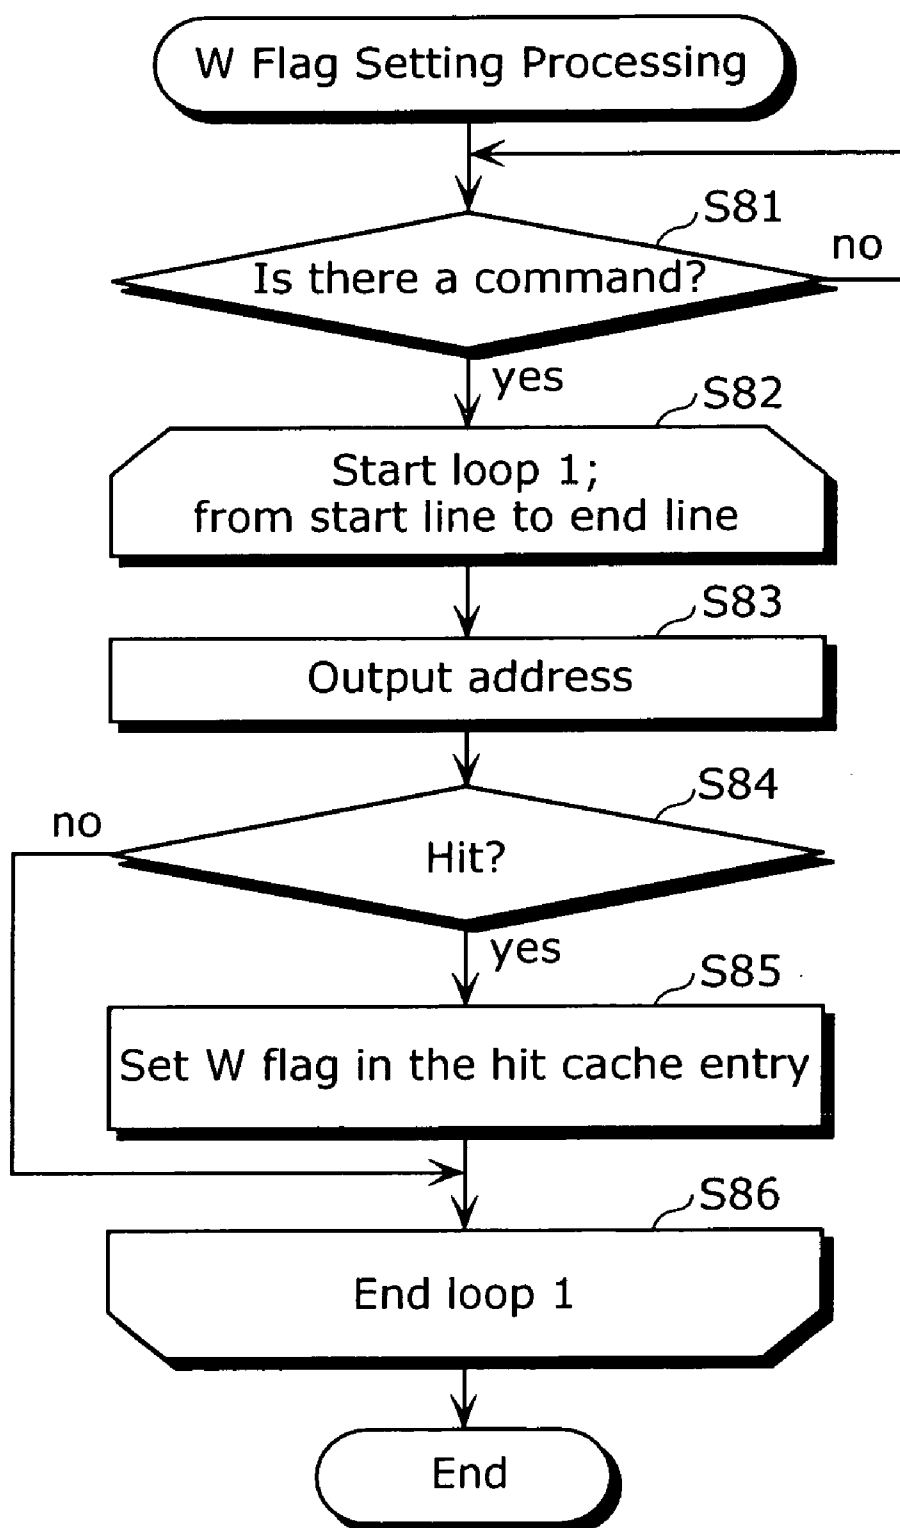 W Flag Setting Processing
S81
Is there a command?
no
yes
S82
Start loop 1;
from start line to end line
S83
Output address
S84
no
Hit?
yes
S85
Set W flag in the hit cache entry
S86
End loop 1
End